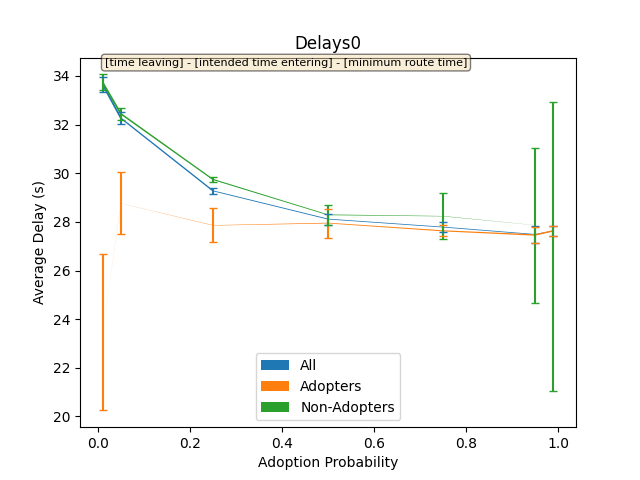 Delays0
[time leaving] - [intended time entering] - [minimum route time]
34
32
30
28
26
24
22
20
Average Delay (s)
All
Adopters
Non-Adopters
0.0 0.2 0.4 0.6 0.8 1.0
Adoption Probability